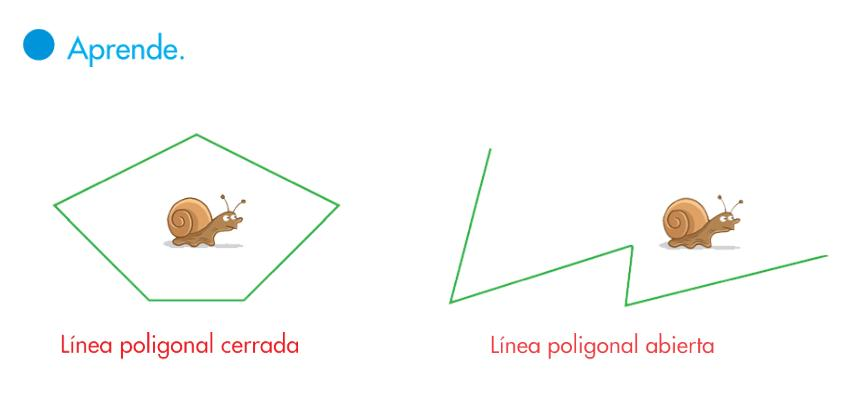 Aprende.
Línea poligonal cerrada
Línea poligonal abierta